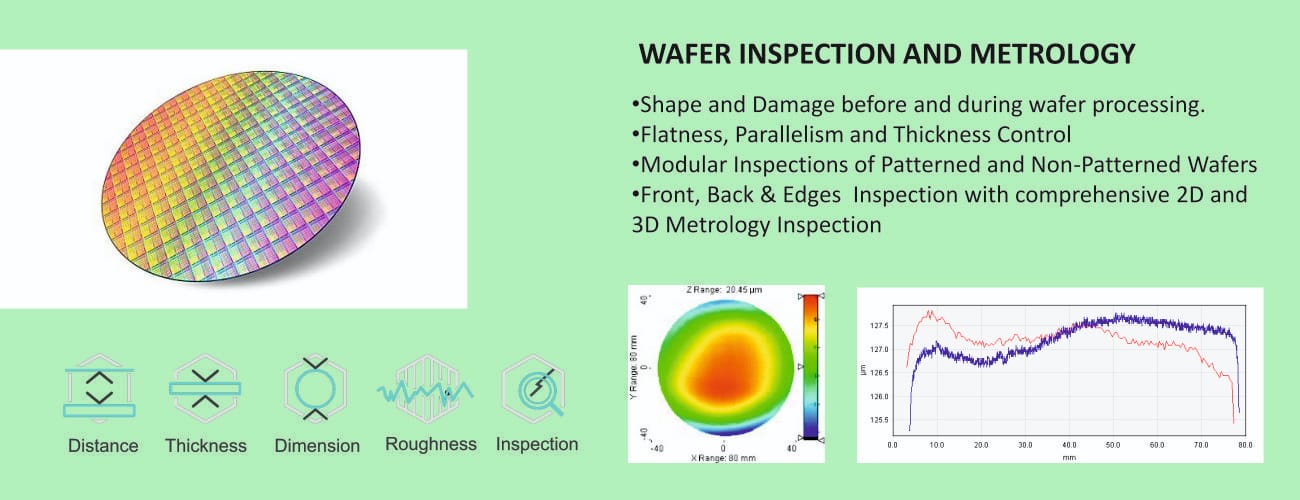 WAFER INSPECTION AND METROLOGY
•Shape and Damage before and during wafer processing.
•Flatness, Parallelism and Thickness Control
•Modular Inspections of Patterned and Non-Patterned Wafers
•Front, Back & Edges  Inspection with comprehensive 2D and
3D Metrology Inspection
Distance
Thickness
Dimension
Roughness
Inspection
Z Range: 20.45 µm
Y Range: 80 mm
40
0
-40
-40
0
40
X Range: 80 mm
µm
127.5
127.0
126.5
126.0
125.5
0.0
10.0
20.0
30.0
40.0
50.0
60.0
70.0
80.0
mm